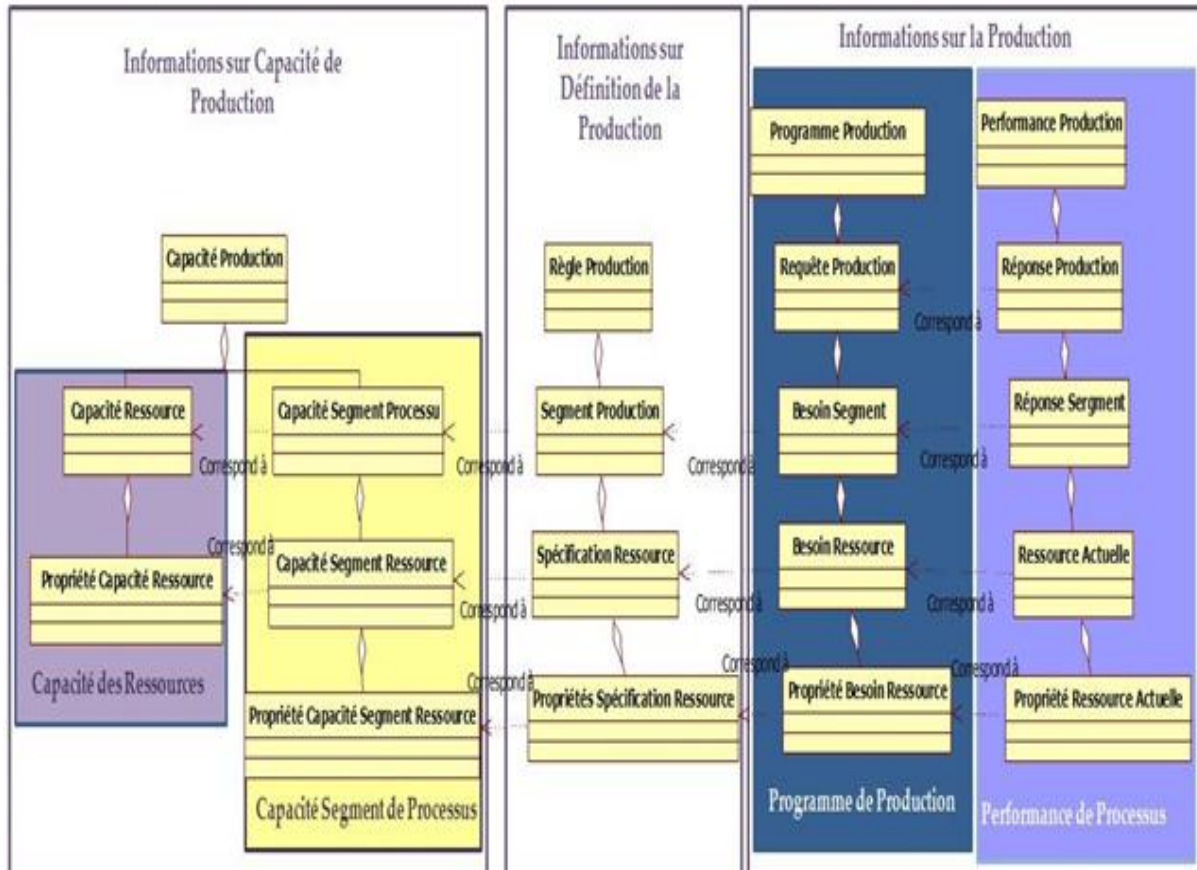 Informations sur Capacité de
Production
Capacité Production
Capacité Ressource
Correspond à
Propriété Capacité Ressource
Correspond à
Capacité des Ressources
Capacité Segment Processu
Correspond à
Capacité Segment Ressource
Correspond à
Propriété Capacité Segment Ressource
Correspond à
Capacité Segment de Processus
Informations sur
Définition de la
Production
Règle Production
Segment Production
Correspond à
Spécification Ressource
Correspond à
Propriétés Spécification Ressource
Correspond à
Informations sur la Production
Programme Production
Requête Production
Correspond à
Besoin Segment
Correspond à
Besoin Ressource
Correspond à
Propriété Besoin Ressource
Correspond à
Programme de Production
Performance Production
Réponse Production
Réponse Sergment
Ressource Actuelle
Propriété Ressource Actuelle
Performance de Processus